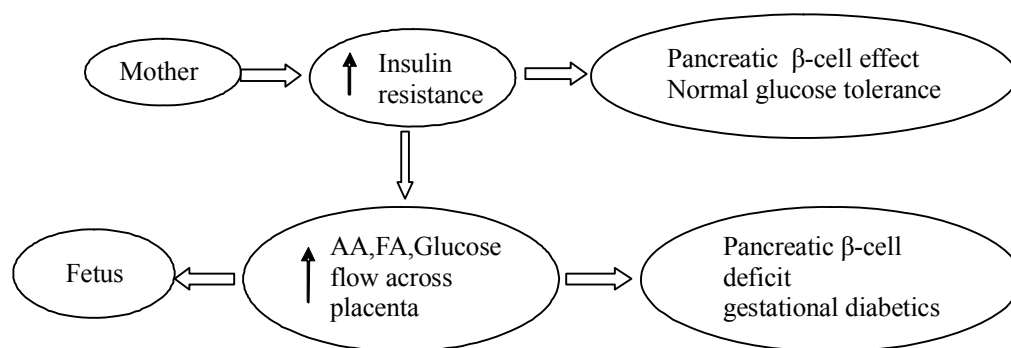 Mother
Insulin
resistance
Pancreatic β-cell effect
Normal glucose tolerance
Fetus
AA,FA,Glucose
flow across
placenta
Pancreatic β-cell
deficit
gestational diabetics